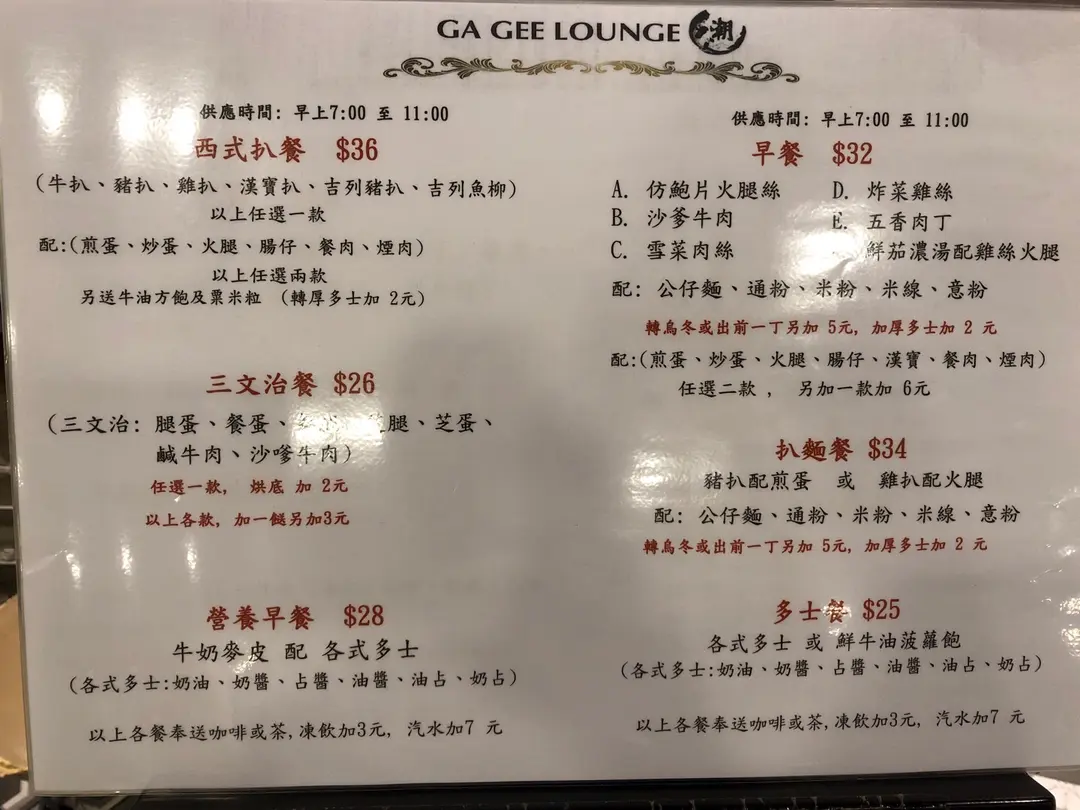 GA GEE LOUNGE 潮
供應時間: 早上7:00 至 11:00
西式扒餐 $36
(牛扒、豬扒、雞扒、漢寶扒、吉列豬扒、吉列魚柳)
以上任選一款
配:(煎蛋、炒蛋、火腿、腸仔、餐肉、煙肉)
以上任選兩款
另送牛油方飽及粟米粒 (轉厚多士加 2元)
三文治餐 $26
(三文治: 腿蛋、餐蛋、腿、芝蛋、
鹹牛肉、沙嗲牛肉)
任選一款, 烘底 加 2元
以上各款, 加一餸另加3元
營養早餐 $28
牛奶麥皮 配 各式多士
(各式多士:奶油、奶醬、占醬、油醬、油占、奶占)
以上各餐奉送咖啡或茶,凍飲加3元, 汽水加7 元
供應時間: 早上7:00 至 11:00
早餐 $32
A. 仿鮑片火腿絲 D. 炸菜雞絲
B. 沙爹牛肉 E. 五香肉丁
C. 雪菜肉絲 鮮茄濃湯配雞絲火腿
配: 公仔麵、通粉、米粉、米線、意粉
轉烏冬或出前一丁另加 5元, 加厚多士加 2 元
配:(煎蛋、炒蛋、火腿、腸仔、漢寶、餐肉、煙肉)
任選二款 , 另加一款加 6元
扒麵餐 $34
豬扒配煎蛋 或 雞扒配火腿
配: 公仔麵、通粉、米粉、米線、意粉
轉烏冬或出前一丁另加 5元, 加厚多士加 2 元
多士餐 $25
各式多士 或 鮮牛油菠蘿飽
(各式多士:奶油、奶醬、占醬、油醬、油占、奶占)
以上各餐奉送咖啡或茶,凍飲加3元, 汽水加7 元